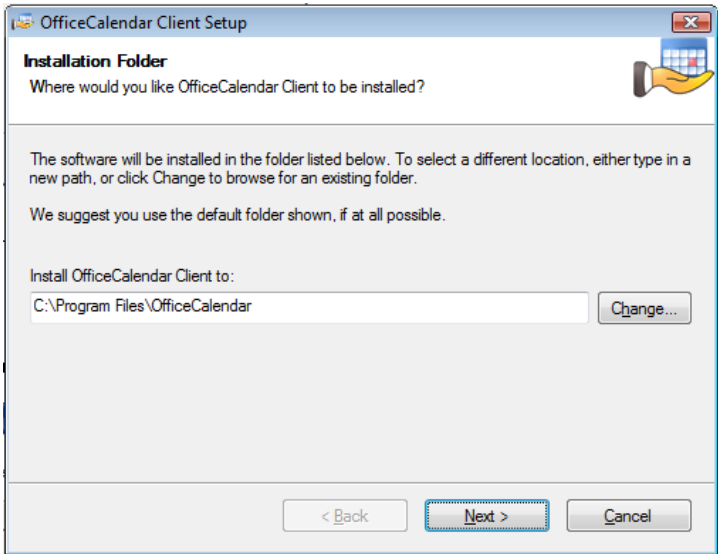 OfficeCalendar Client Setup
Installation Folder
Where would you like OfficeCalendar Client to be installed?
The software will be installed in the folder listed below. To select a different location, either type in a
new path, or click Change to browse for an existing folder.
We suggest you use the default folder shown, if at all possible.
Install OfficeCalendar Client to:
C:\Program Files\OfficeCalendar
Change...
< Back
Next >
Cancel